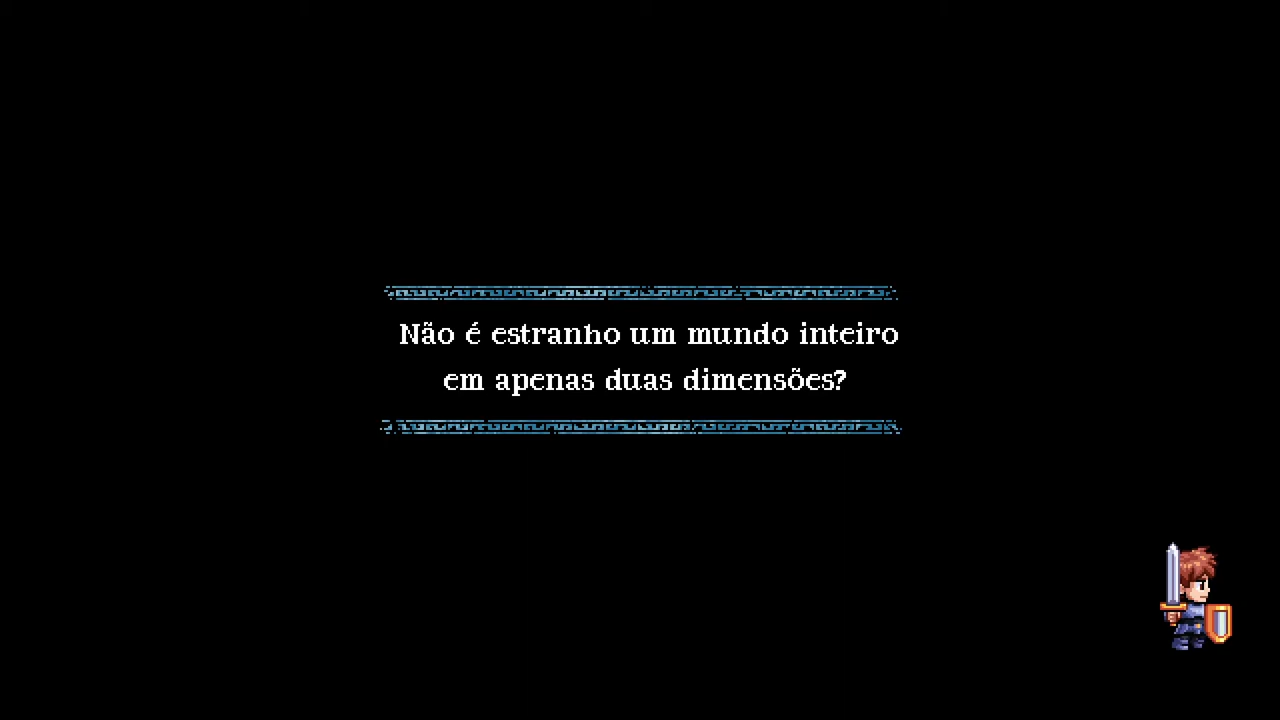 Não é estranho um mundo inteiro
em apenas duas dimensões?